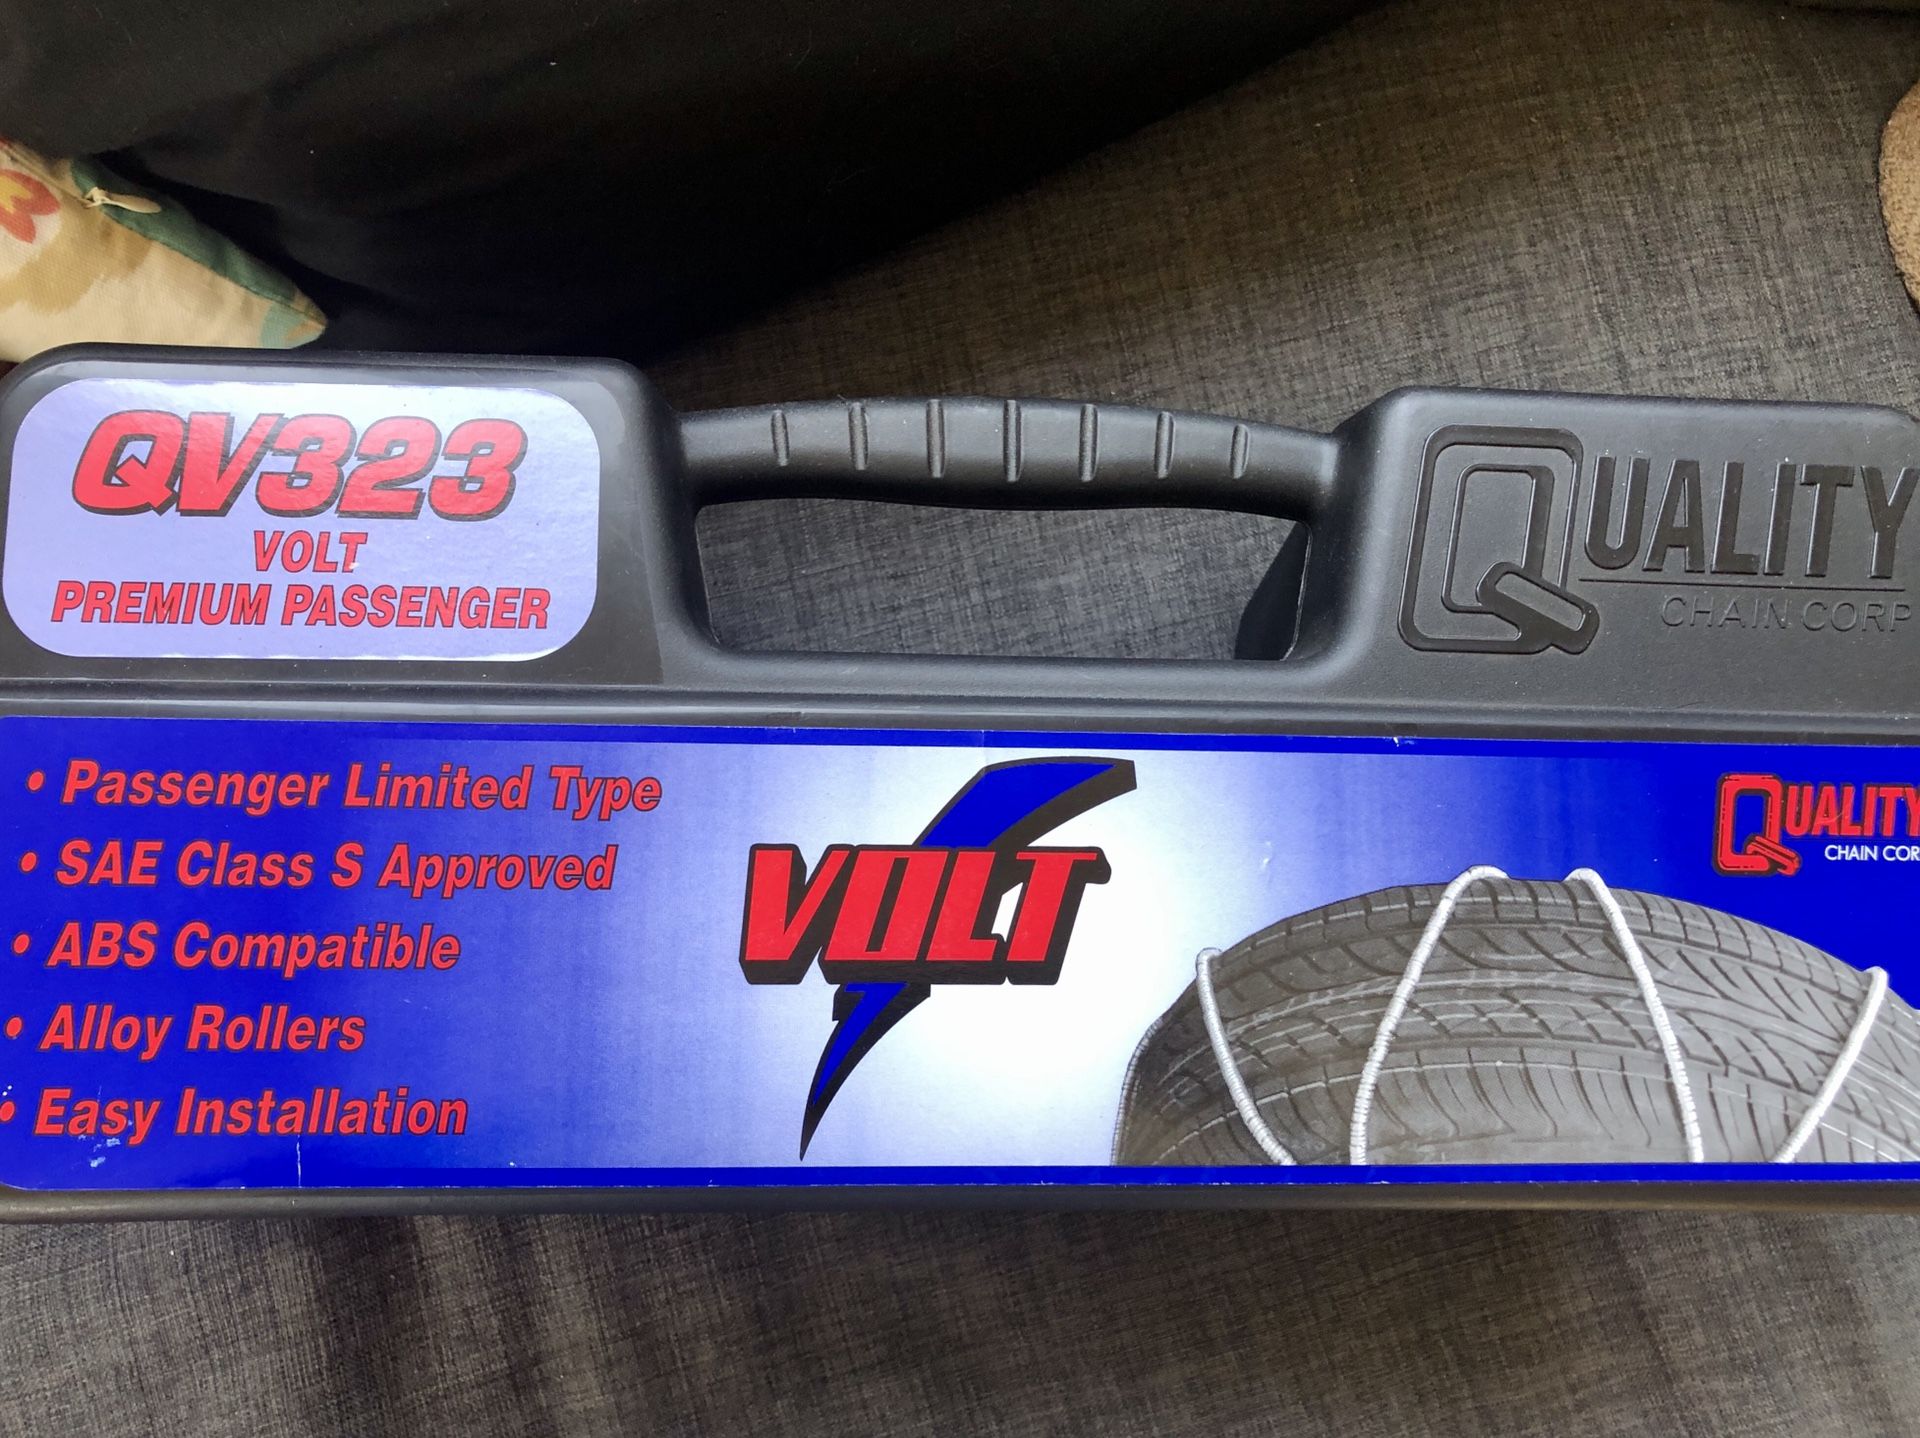 QV323
VOLT
PREMIUM PASSENGER
QUALITY
CHAIN CORP
• Passenger Limited Type
• SAE Class S Approved
• ABS Compatible
• Alloy Rollers
• Easy Installation
VOLT
QUALITY
CHAIN COR